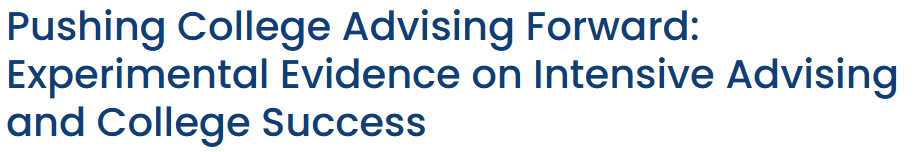 Pushing College Advising Forward:
Experimental Evidence on Intensive Advising
and College Success